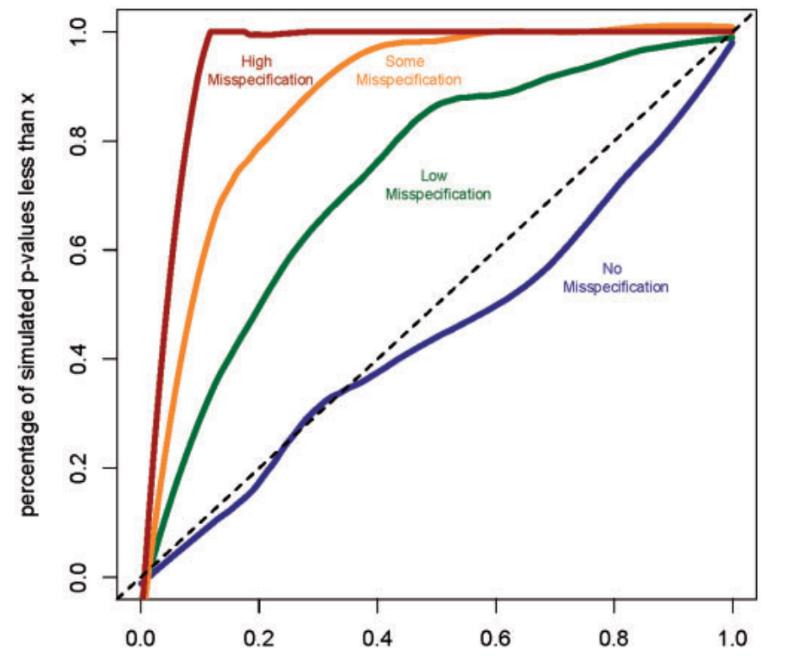 percentage of simulated p-values less than x
1.0
0.8
0.6
0.4
0.2
0.0
High
Misspecification
Some
Misspecification
Low
Misspecification
No
Misspecification
0.0 0.2 0.4 0.6 0.8 1.0